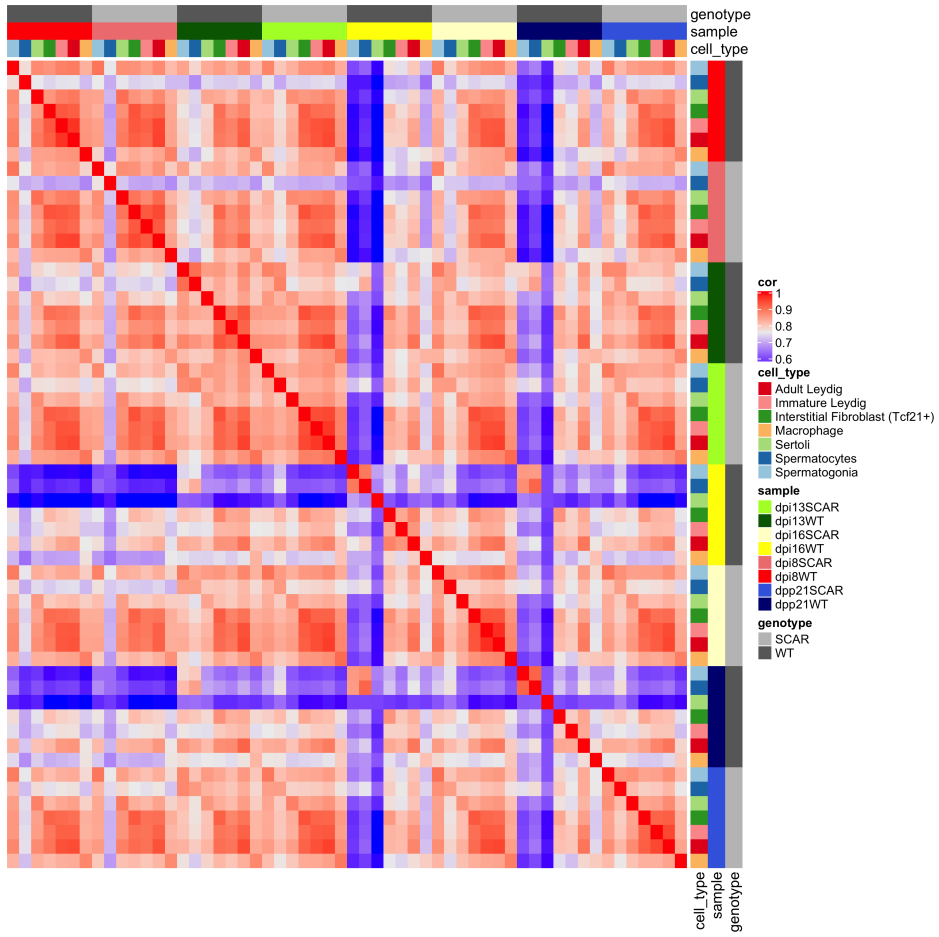 genotype
sample
cell_type
cor
1
0.9
0.8
0.7
0.6
cell_type
Adult Leydig
Immature Leydig
Interstitial Fibroblast (Tcf21+)
Macrophage
Sertoli
Spermatocytes
Spermatogonia
sample
dpi13SCAR
dpi13WT
dpi16SCAR
dpi16WT
dpi8SCAR
dpi8WT
dpp21SCAR
dpp21WT
genotype
SCAR
WT
cell_type
sample
genotype